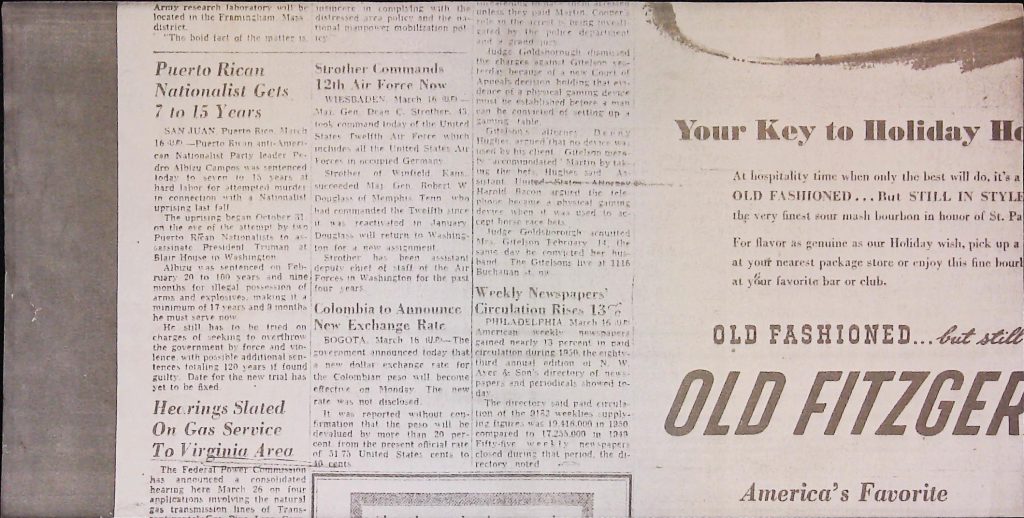 Army research laboratory will be
located in the Framingham, Mass.
district.
"The bold fact of the matter is
Puerto Rican
Nationalist Gets
7 to 15 Years
SAN JUAN, Puerto Rico, March
16 (U.P).—Puerto Rican anti-Ameri-
can Nationalist Party leader Pe-
dro Albizu Campos was sentenced
today to seven to 15 years at
hard labor for attempted murder
in connection with a Nationalist
uprising last fall.
The uprising began October 31,
on the eve of the attempt by two
Puerto Rican Nationalists to as-
sassinate President Truman at
Blair House in Washington.
Albizu was sentenced on Feb-
ruary 20 to 100 years and nine
months for illegal possession of
arms and explosives, making it a
minimum of 17 years and 9 months
he must serve now.
He still has to be tried on
charges of seeking to overthrow
the government by force and vio-
lence, with possible additional sen-
tences totaling 120 years if found
guilty. Date for the new trial has
yet to be fixed.
Hearings Slated
On Gas Service
To Virginia Area
The Federal Power Commission
has announced a consolidated
hearing here March 26 on four
applications involving the natural
gas transmission lines of Trans-
in complying with the
distressed area policy and the na-
tional manpower mobilization pol-
icy
Strother Commands
12th Air Force Now
WIESBADEN, March 16 (U.P).—
Maj. Gen. Dean C. Strother, 43,
took command today of the United
States Twelfth Air Force which
includes all the United States Air
Forces in occupied Germany.
Strother of Winfield, Kans.,
succeeded Maj. Gen. Robert W.
Douglass of Memphis, Tenn., who
had commanded the Twelfth since
it was reactivated in January.
Douglass will return to Washing-
ton for a new assignment.
Strother has been assistant
deputy chief of staff of the Air
Forces in Washington for the past
four years.
Colombia to Announce
New Exchange Rate
BOGOTA, March 16 (U.P).—The
government announced today that
a new dollar exchange rate for
the Colombian peso will become
effective on Monday. The new
rate was not disclosed.
It was reported without con-
firmation that the peso will be
devalued by more than 20 per
cent, from the present official rate
of 51.75 United States cents to
40 cents.
unless they paid Martin. Cooper's
role in the arrest is being investi-
gated by the police department
and a grand jury.
Judge Goldsborough dismissed
the charges against Gitelson yes-
terday because of a new Court of
Appeals decision holding that evi-
dence of a physical gaming device
must be established before a man
can be convicted of setting up a
gaming table.
Gitelson's attorney, Denny
Hughes, argued that no device was
used by his client. Gitelson mere-
ly "accommodated" Martin by tak-
ing the bets, Hughes said. As-
sistant United States Attorney
Harold Bacon argued the tele-
phone became a physical gaming
device when it was used to ac-
cept horse race bets.
Judge Goldsborough acquitted
Mrs. Gitelson February 14, the
same day he convicted her hus-
band. The Gitelsons live at 1116
Buchanan st. nw.
Weekly Newspapers'
Circulation Rises 13%
PHILADELPHIA, March 16 (U.P).
American weekly newspapers
gained nearly 13 percent in paid
circulation during 1950, the eighty-
third annual edition of N. W.
Ayer & Son's directory of news-
papers and periodicals showed to-
day.
The directory said paid circula-
tion of the weeklies supply-
ing figures was 19,416,000 in 1950
compared to 17,255,000 in 1949.
Fifty-five weekly newspapers
closed during that period, the di-
rectory noted.
Your Key to Holiday Ho
At hospitality time when only the best will do, it's a
OLD FASHIONED...But STILL IN STYLE
the very finest sour mash bourbon in honor of St. Pa
For flavor as genuine as our Holiday wish, pick up a
at your nearest package store or enjoy this fine bourb
at your favorite bar or club.
OLD FASHIONED...but still
OLD FITZGER
America's Favorite